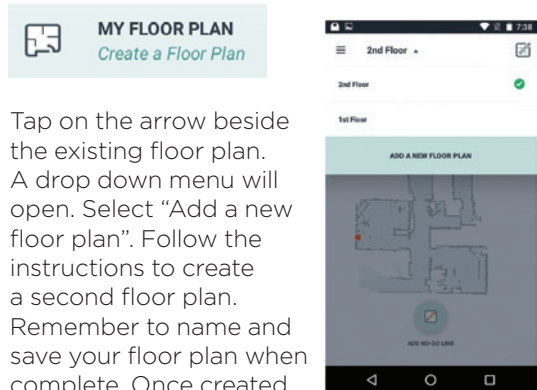 MY FLOOR PLAN
Create a Floor Plan
Tap on the arrow beside
the existing floor plan.
A drop down menu will
open. Select “Add a new
floor plan”. Follow the
instructions to create
a second floor plan.
Remember to name and
save your floor plan when
complete. Once created
7:38
2nd Floor
2nd Floor
1st Floor
ADD A NEW FLOOR PLAN
ADD NO-GO LINE